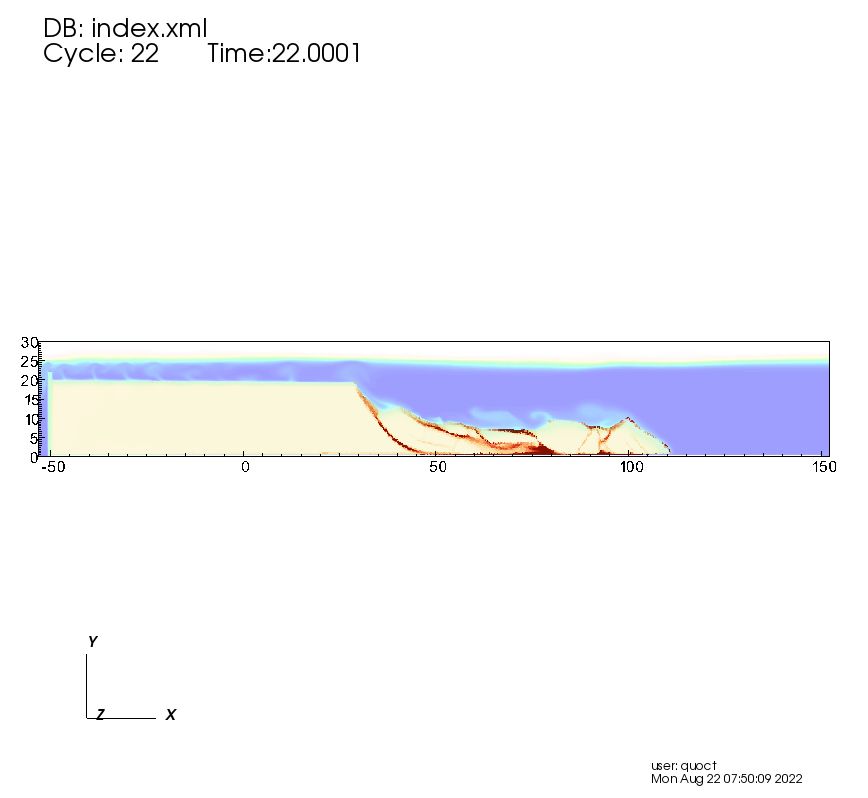 DB: index.xml
Cycle: 22 Time:22.0001
30
25
20
15
10
5
0
-50 0 50 100 150
Y
Z X
user: quoct
Mon Aug 22 07:50:09 2022